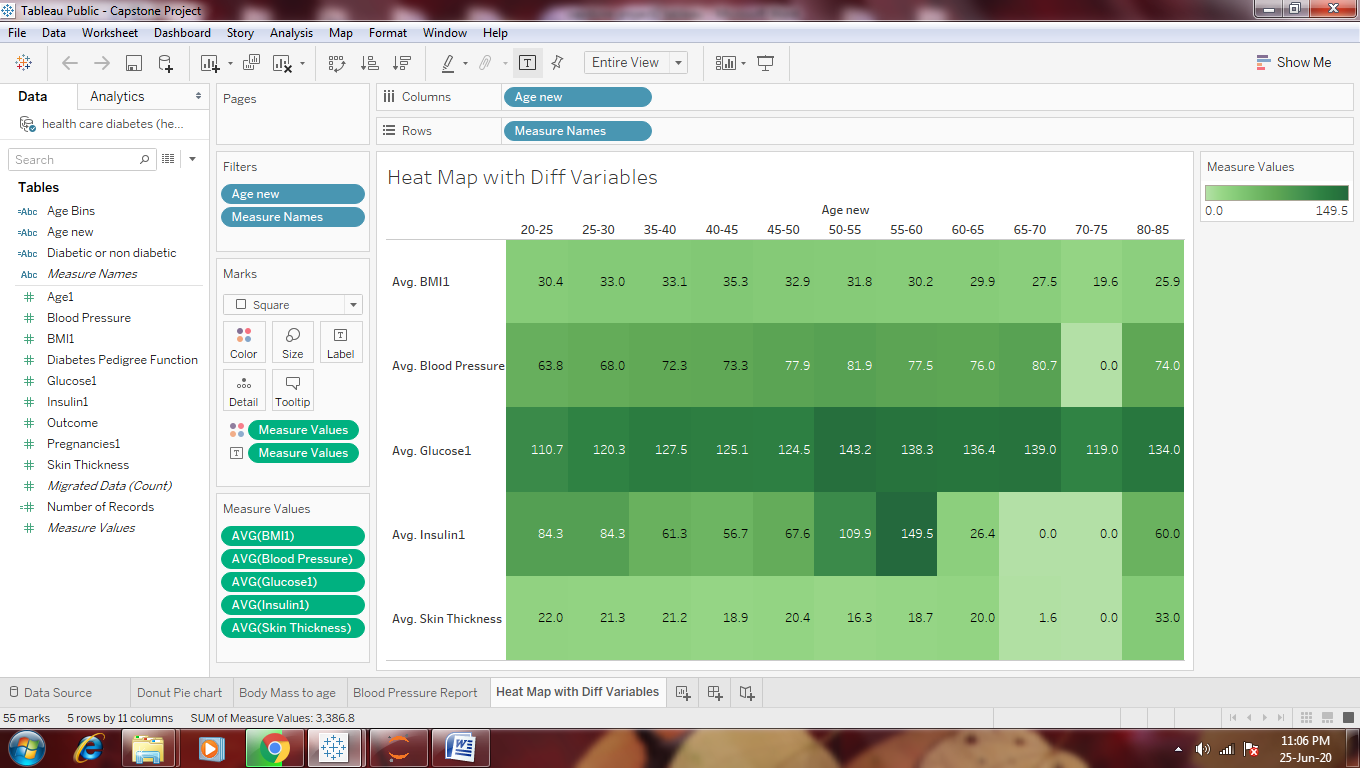 Tableau Public - Capstone Project
File Data Worksheet Dashboard Story Analysis Map Format Window Help
Entire View
Show Me
Data Analytics
health care diabetes (he...
Search
Tables
=Abc Age Bins
=Abc Age new
=Abc Diabetic or non diabetic
Abc Measure Names
# Age1
# Blood Pressure
# BMI1
# Diabetes Pedigree Function
# Glucose1
# Insulin1
# Outcome
# Pregnancies1
# Skin Thickness
# Migrated Data (Count)
=# Number of Records
# Measure Values
Pages
Filters
Age new
Measure Names
Marks
Square
Color Size Label
Detail Tooltip
Measure Values
T Measure Values
Measure Values
AVG(BMI1)
AVG(Blood Pressure)
AVG(Glucose1)
AVG(Insulin1)
AVG(Skin Thickness)
Columns Age new
Rows Measure Names
Heat Map with Diff Variables
Age new
20-25 25-30 35-40 40-45 45-50 50-55 55-60 60-65 65-70 70-75 80-85
Avg. BMI1 30.4 33.0 33.1 35.3 32.9 31.8 30.2 29.9 27.5 19.6 25.9
Avg. Blood Pressure 63.8 68.0 72.3 73.3 77.9 81.9 77.5 76.0 80.7 0.0 74.0
Avg. Glucose1 110.7 120.3 127.5 125.1 124.5 143.2 138.3 136.4 139.0 119.0 134.0
Avg. Insulin1 84.3 84.3 61.3 56.7 67.6 109.9 149.5 26.4 0.0 0.0 60.0
Avg. Skin Thickness 22.0 21.3 21.2 18.9 20.4 16.3 18.7 20.0 1.6 0.0 33.0
Measure Values
0.0 149.5
Data Source Donut Pie chart Body Mass to age Blood Pressure Report Heat Map with Diff Variables
55 marks 5 rows by 11 columns SUM of Measure Values: 3,386.8
11:06 PM
25-Jun-20